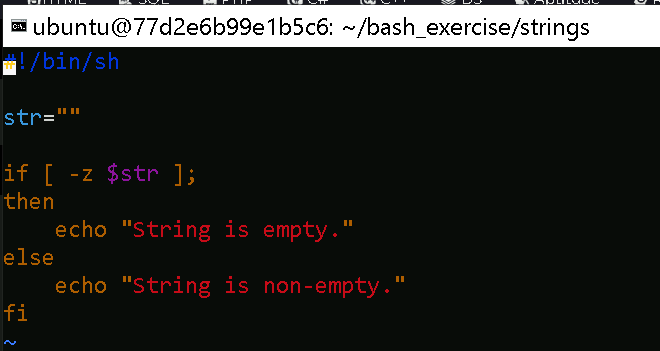 ubuntu@77d2e6b99e1b5c6: ~/bash_exercise/strings
#!/bin/sh
str=""
if [ -z $str ];
then
    echo "String is empty."
else
    echo "String is non-empty."
fi
~